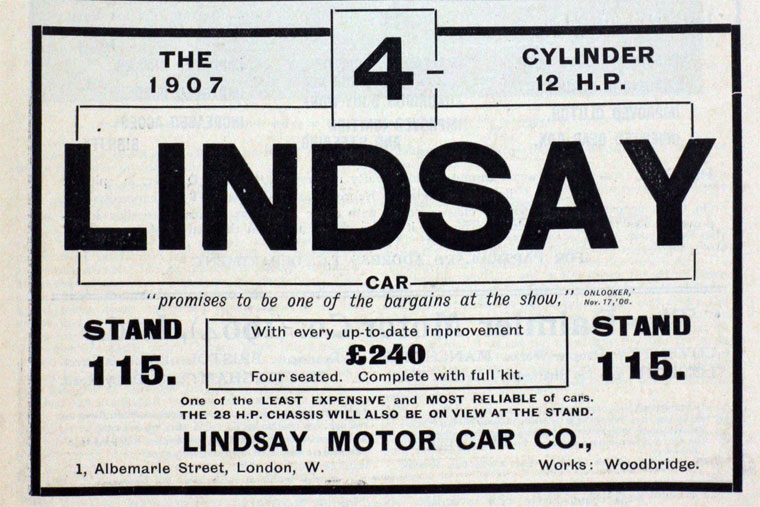 THE 4- CYLINDER
1907 12 H.P.
LINDSAY
CAR
"promises to be one of the bargains at the show," ONLOOKER,
Nov. 17,'06.
STAND 115.
With every up-to-date improvement
£240
Four seated. Complete with full kit.
STAND 115.
One of the LEAST EXPENSIVE and MOST RELIABLE of cars.
THE 28 H.P. CHASSIS WILL ALSO BE ON VIEW AT THE STAND.
LINDSAY MOTOR CAR CO.,
1, Albemarle Street, London, W. Works: Woodbridge.